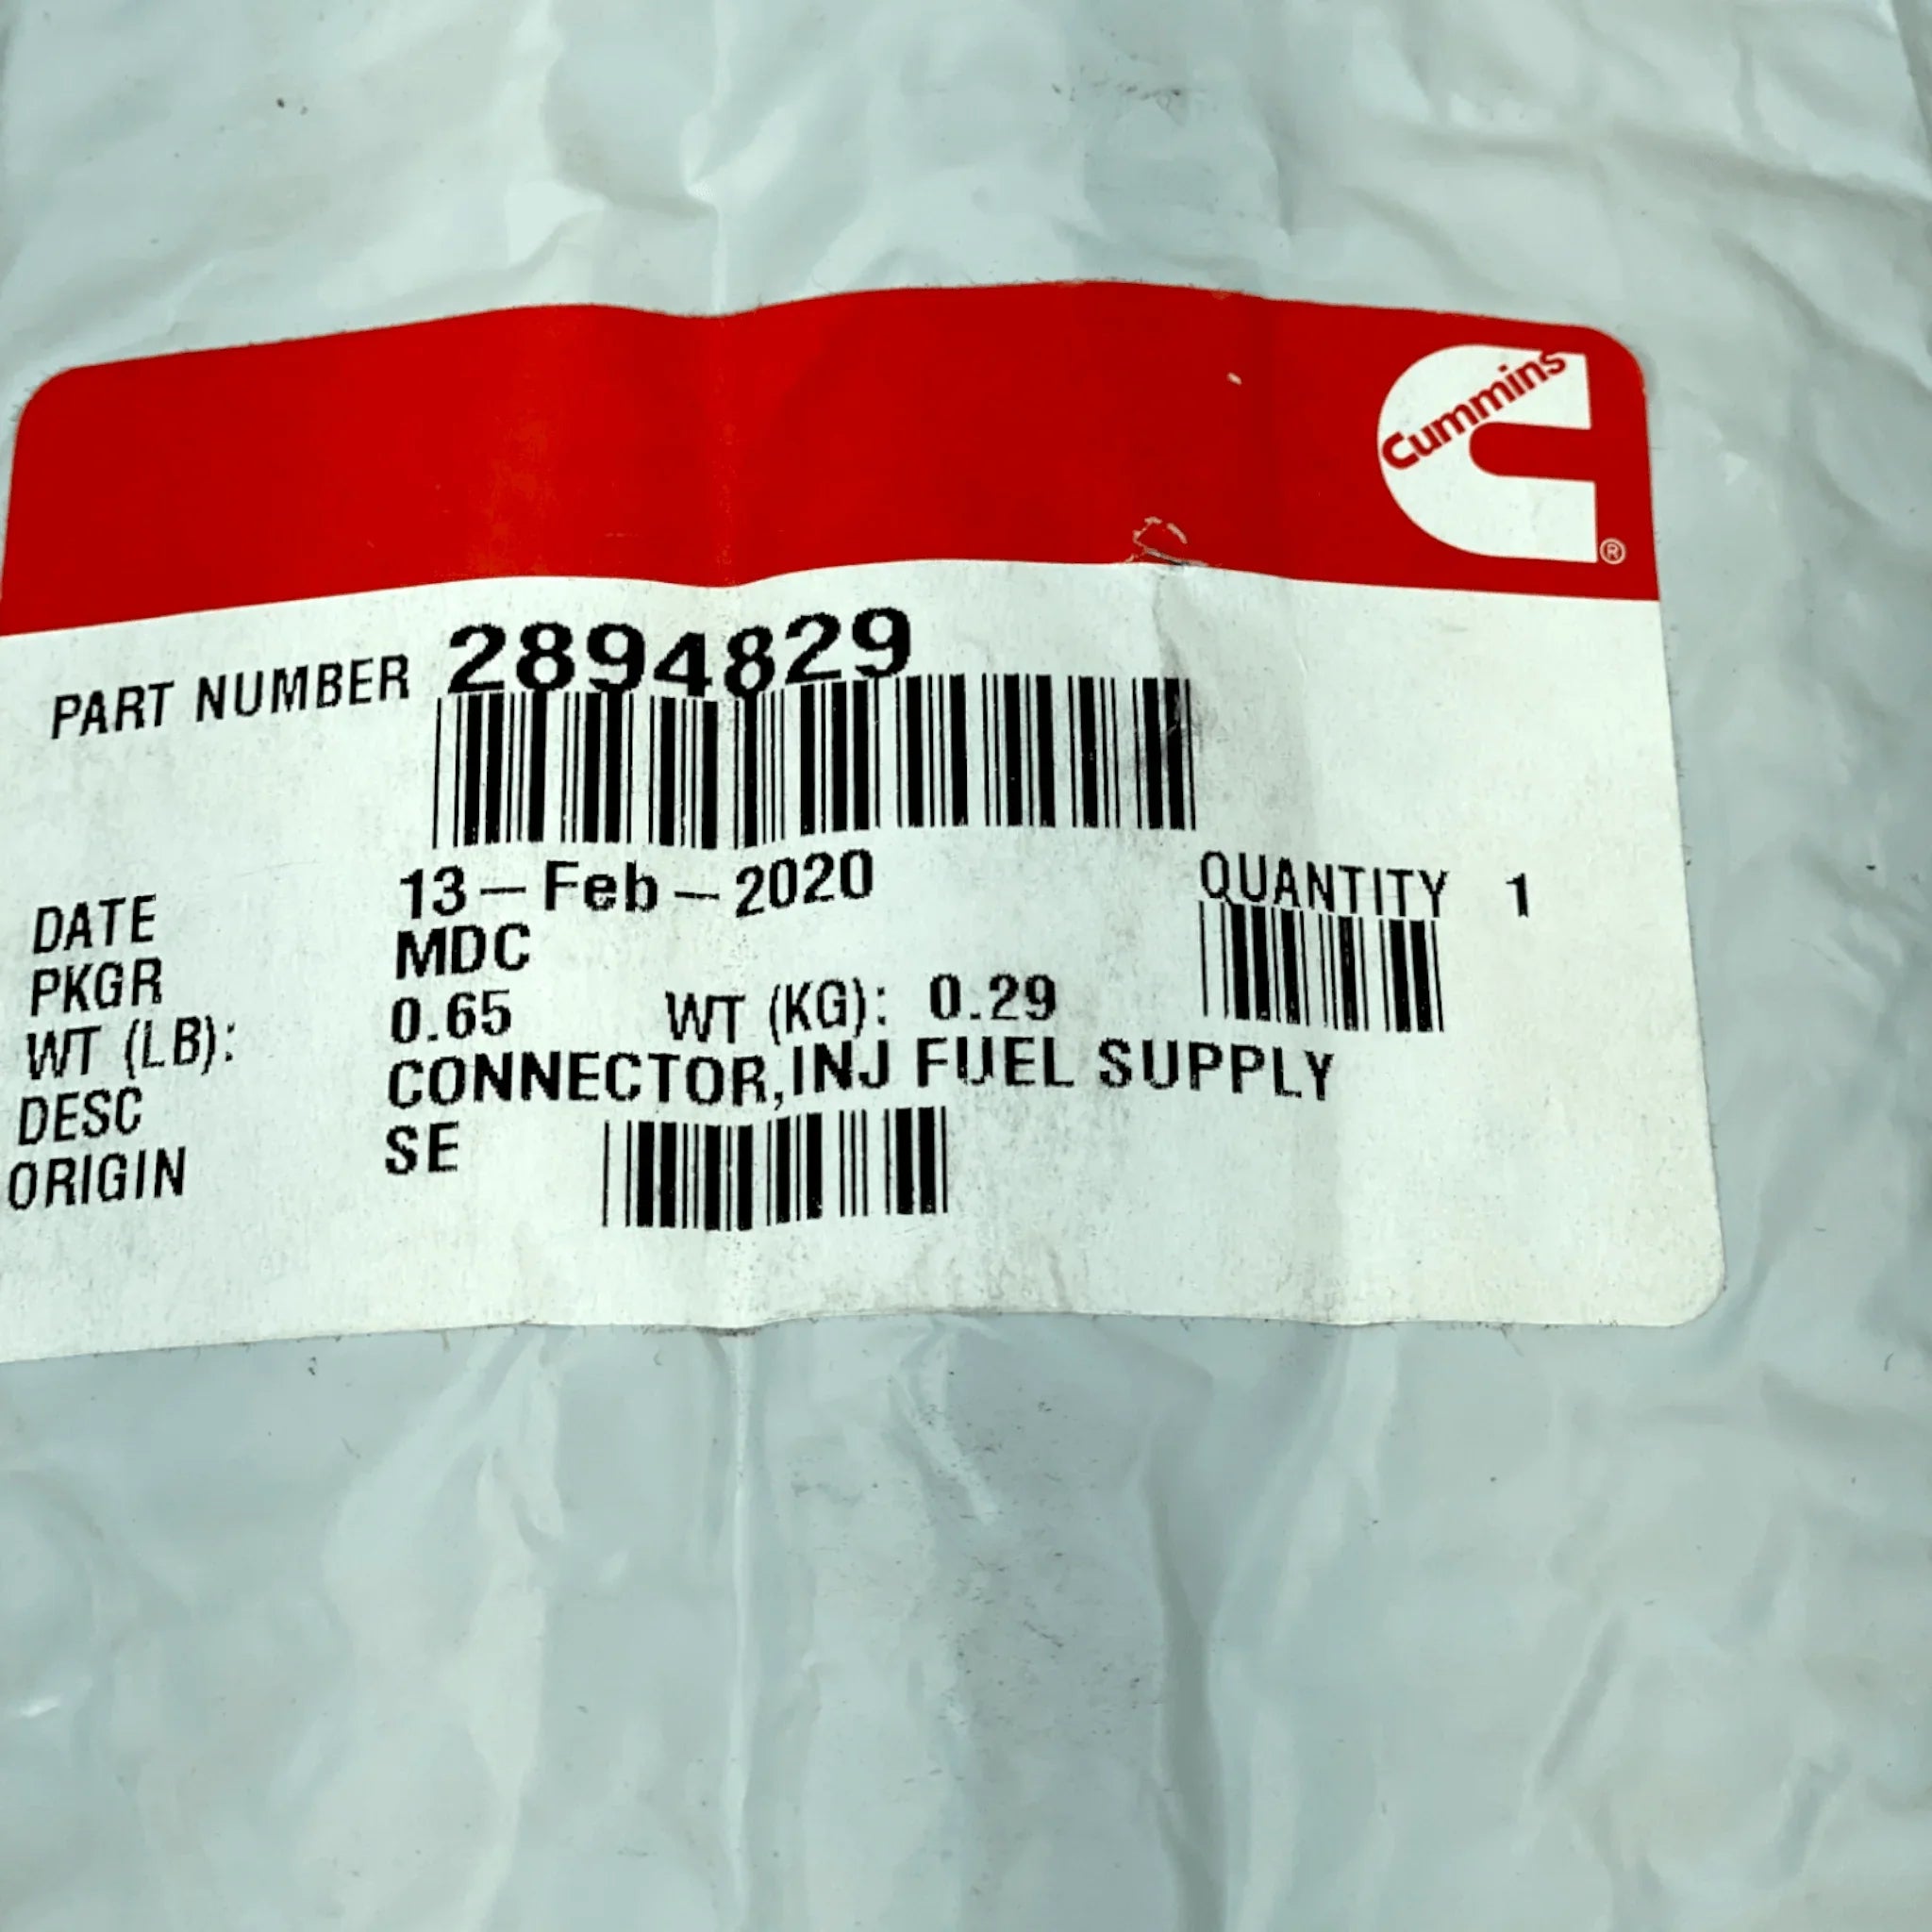 Cummins
®
PART NUMBER 2894829
DATE 13-Feb-2020 QUANTITY 1
PKGR MDC
WT (LB): 0.65 WT (KG): 0.29
DESC CONNECTOR,INJ FUEL SUPPLY
ORIGIN SE